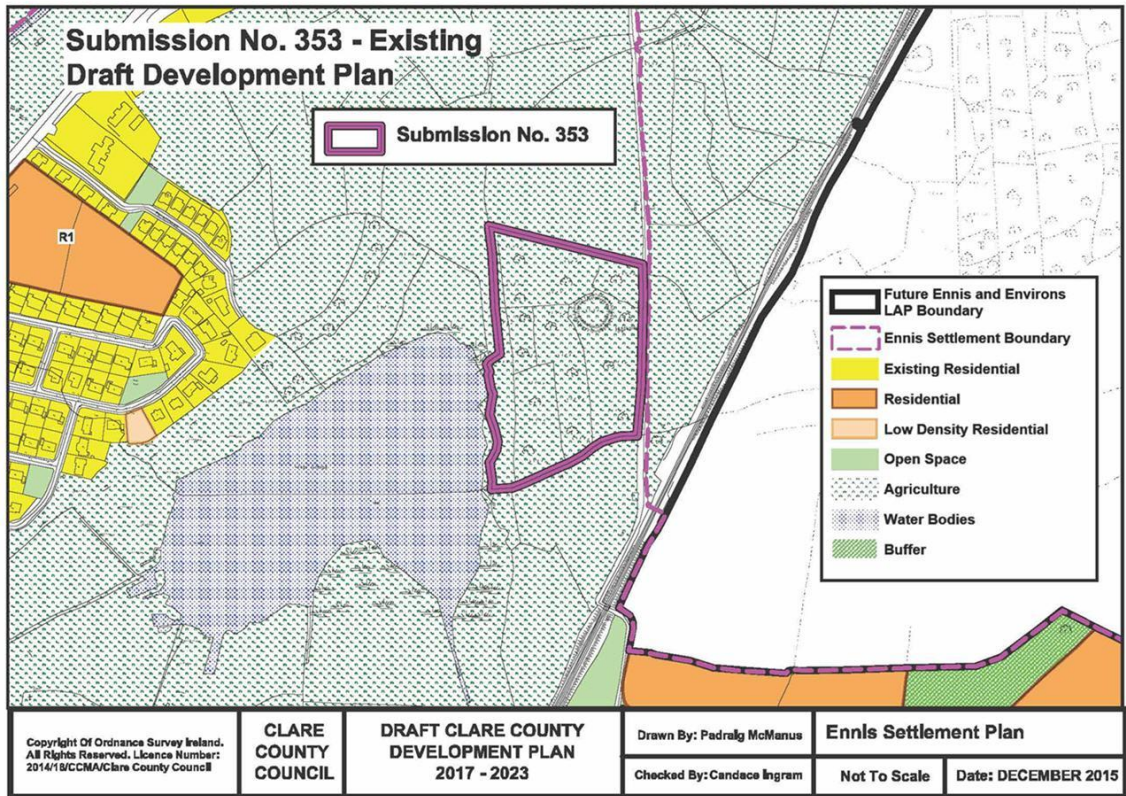 Submission No. 353 - Existing
Draft Development Plan
Submission No. 353
R1
Future Ennis and Environs
LAP Boundary
Ennis Settlement Boundary
Existing Residential
Residential
Low Density Residential
Open Space
Agriculture
Water Bodies
Buffer
Copyright Of Ordnance Survey Ireland.
All Rights Reserved. Licence Number:
2014/18/CCMA/Clare County Council
CLARE
COUNTY
COUNCIL
DRAFT CLARE COUNTY
DEVELOPMENT PLAN
2017 - 2023
Drawn By: Padraig McManus
Checked By: Candace Ingram
Ennis Settlement Plan
Not To Scale
Date: DECEMBER 2015